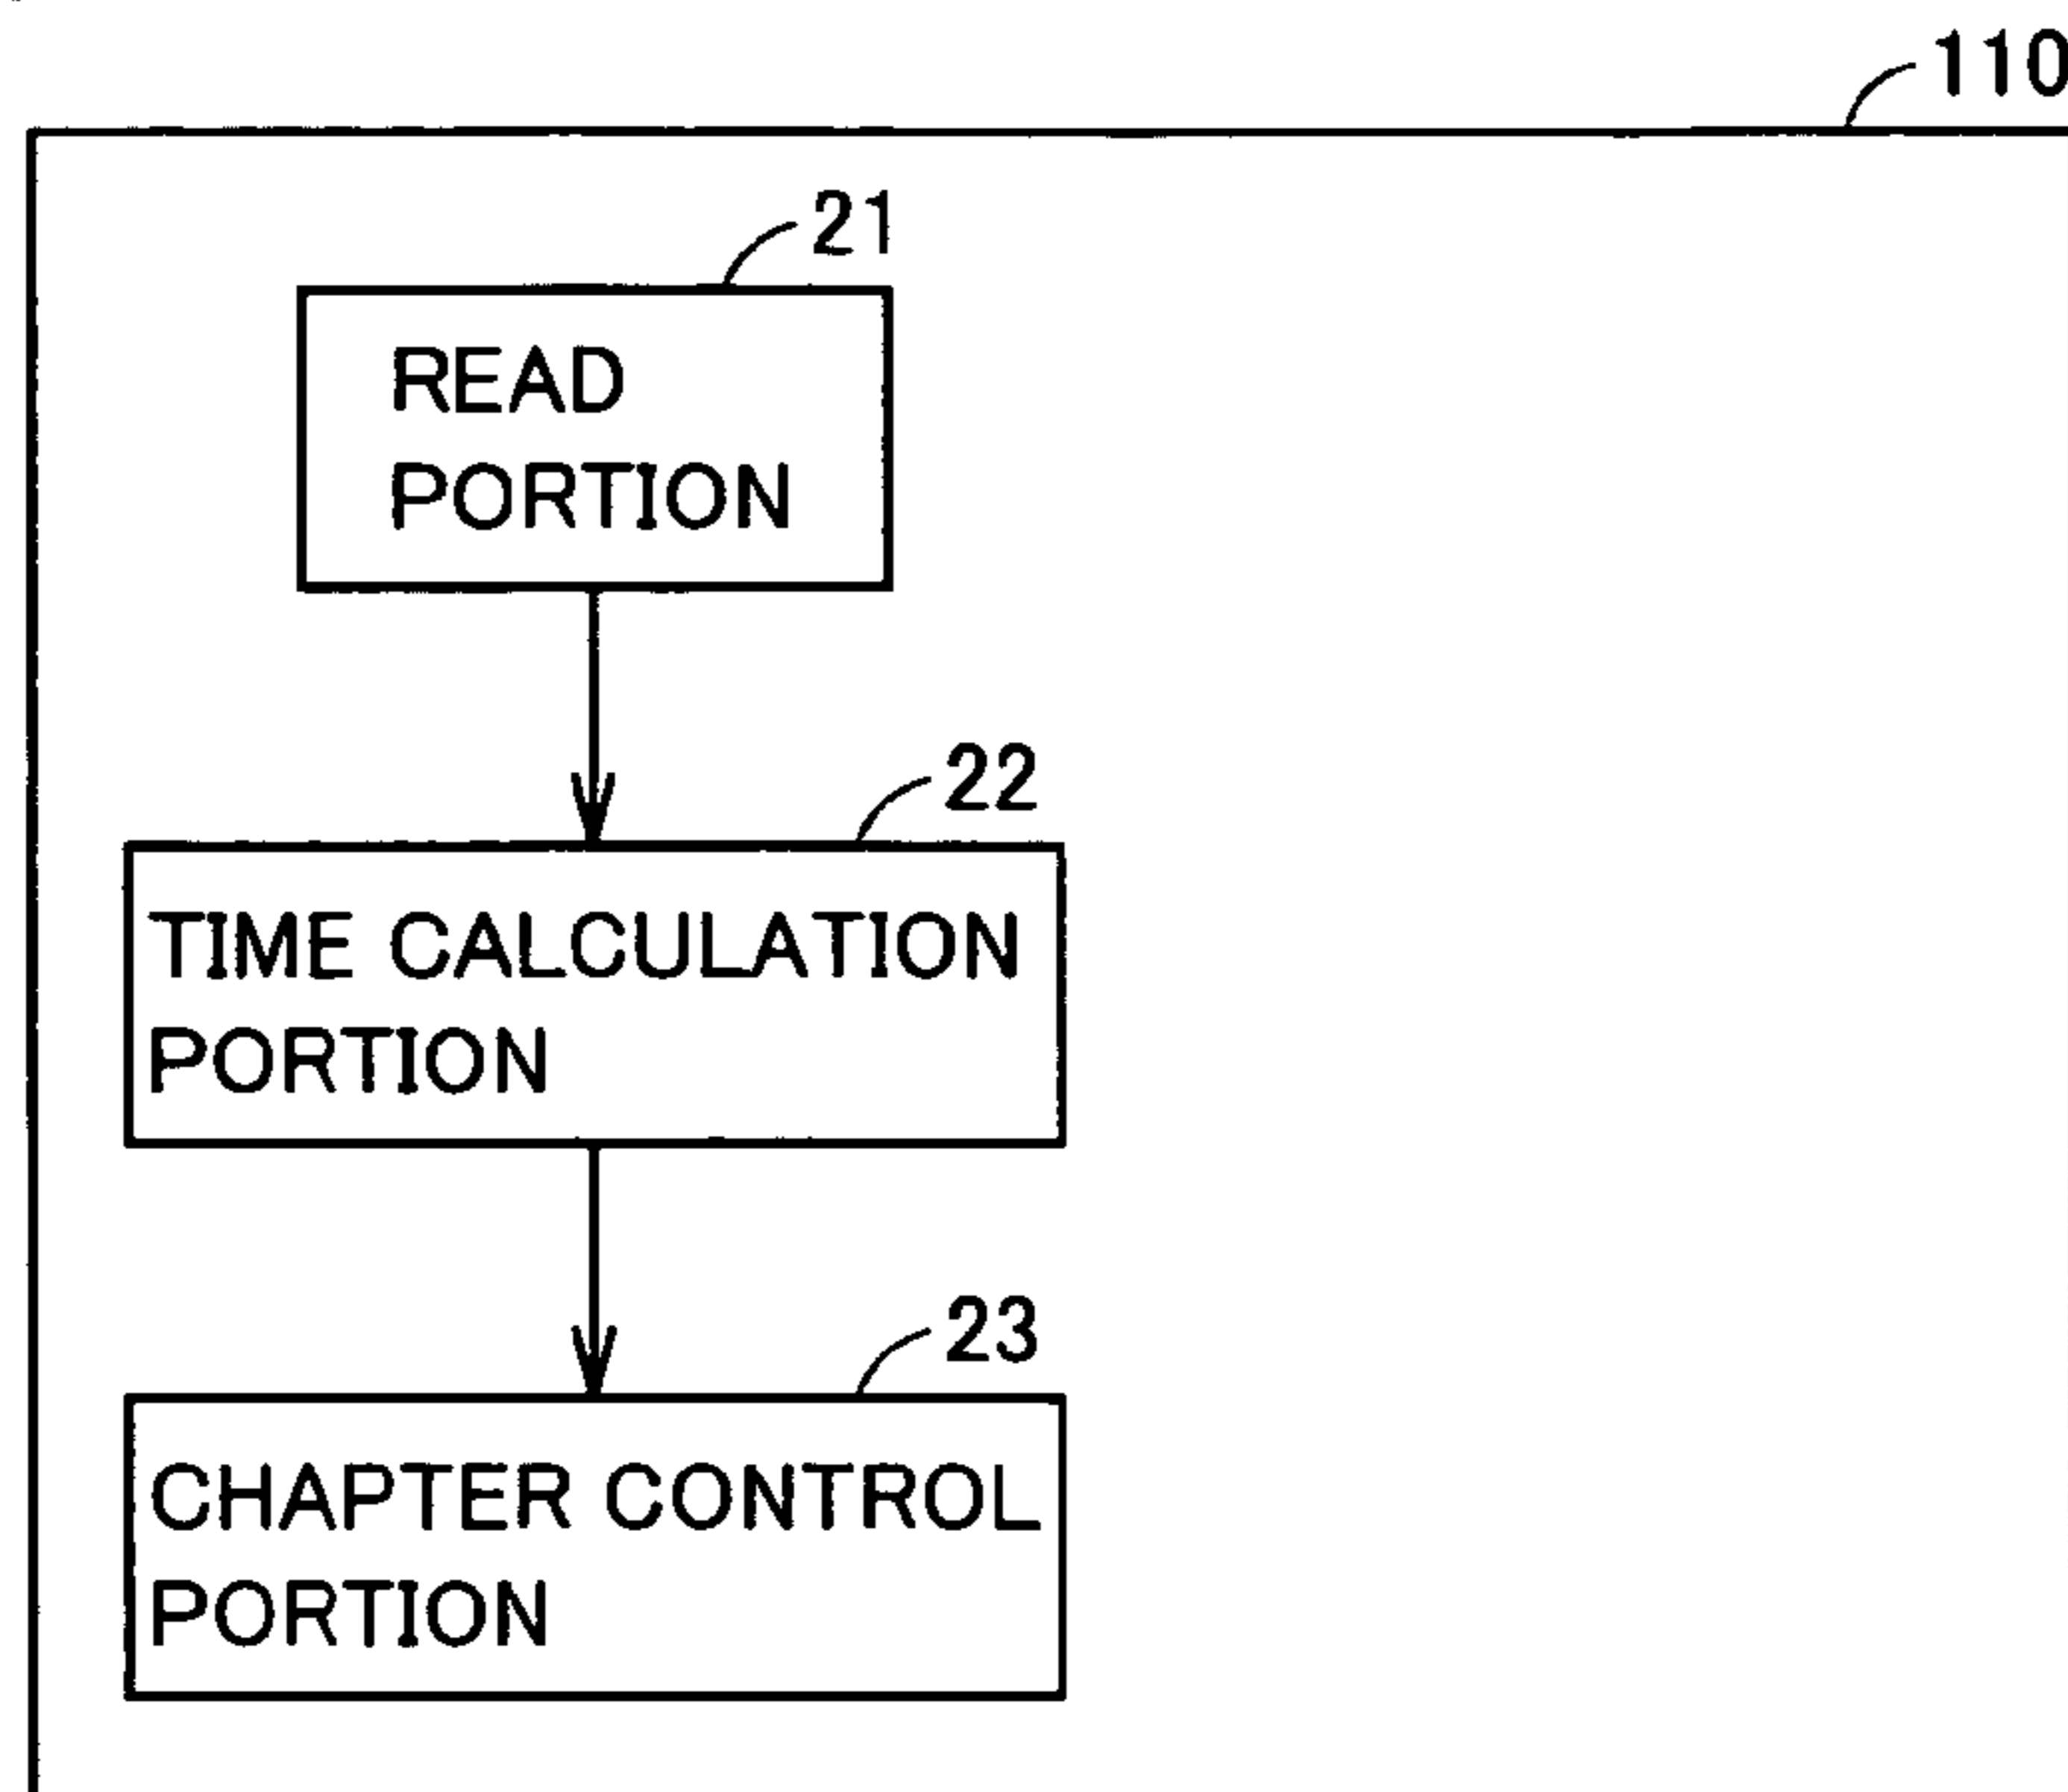 110
21
READ
PORTION
22
TIME CALCULATION
PORTION
23
CHAPTER CONTROL
PORTION